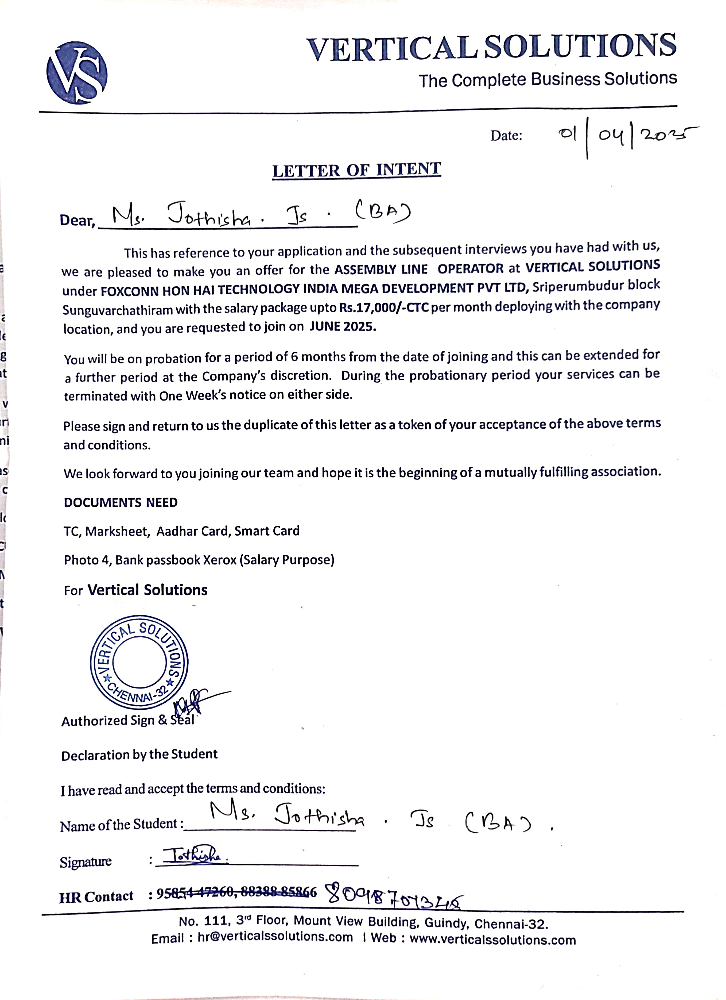 VS
VERTICAL SOLUTIONS
The Complete Business Solutions
Date: 01/04/2025
LETTER OF INTENT
Dear, Ms. Jothisha. Js. (BA)
This has reference to your application and the subsequent interviews you have had with us,
we are pleased to make you an offer for the ASSEMBLY LINE OPERATOR at VERTICAL SOLUTIONS
under FOXCONN HON HAI TECHNOLOGY INDIA MEGA DEVELOPMENT PVT LTD, Sriperumbudur block
Sunguvarchathiram with the salary package upto Rs.17,000/-CTC per month deploying with the company
location, and you are requested to join on JUNE 2025.
You will be on probation for a period of 6 months from the date of joining and this can be extended for
a further period at the Company's discretion. During the probationary period your services can be
terminated with One Week's notice on either side.
Please sign and return to us the duplicate of this letter as a token of your acceptance of the above terms
and conditions.
We look forward to you joining our team and hope it is the beginning of a mutually fulfilling association.
DOCUMENTS NEED
TC, Marksheet, Aadhar Card, Smart Card
Photo 4, Bank passbook Xerox (Salary Purpose)
For Vertical Solutions
VERTICAL SOLUTIONS
★ CHENNAI-32 ★
Authorized Sign & Seal
Declaration by the Student
I have read and accept the terms and conditions:
Name of the Student : Ms. Jothisha. Js (BA).
Signature : Jothisha.
HR Contact : 95854 47260, 88388 85866
No. 111, 3rd Floor, Mount View Building, Guindy, Chennai-32.
Email : hr@verticalssolutions.com I Web : www.verticalssolutions.com